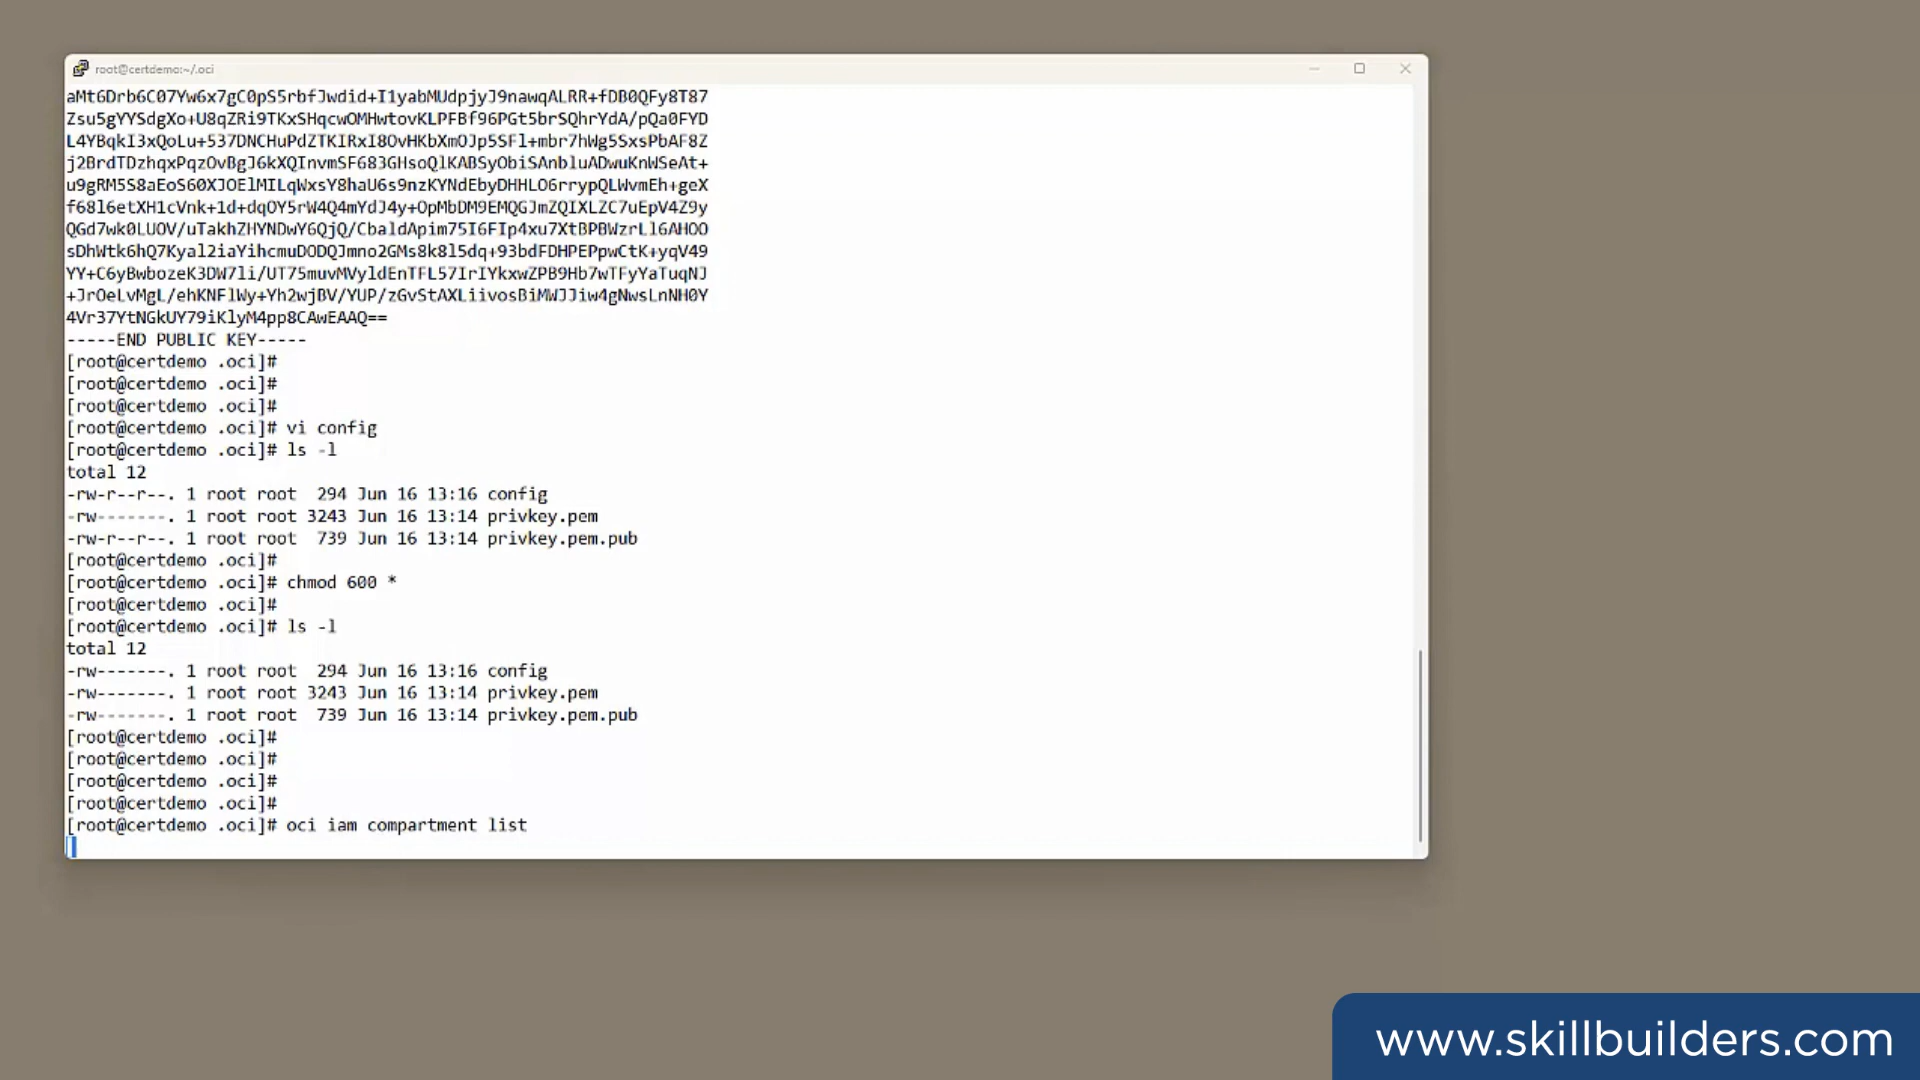 root@certdemo:~/.oci
aMt6Drb6C07Yw6x7gC0pS5rbfJwdid+I1yabMUdpjyJ9nawqALRR+fDB0QFy8T87
Zsu5gYYSdgXo+U8qZRi9TKxSHqcwOMHwtovKLPFBf96PGt5brSQhrYdA/pQa0FYD
L4YBqkI3xQoLu+537DNCHuPdZTKIRxI8OvHKbXmOJp5SFl+mbr7hWg5SxsPbAF8Z
j2BrdTDzhqxPqzOvBgJ6kXQInvmSF683GHsoQlKABSyObiSAnbluADwuKnWSeAt+
u9gRM5S8aEoS60XJOElMILqWxsY8haU6s9nzKYNdEbyDHHLO6rrypQLWvmEh+geX
f68l6etXH1cVnk+1d+dqOY5rW4Q4mYdJ4y+OpMbDM9EMQGJmZQIXLZC7uEpV4Z9y
QGd7wk0LUOV/uTakhZHYNDwY6QjQ/CbaldApim75I6FIp4xu7XtBPBWzrLl6AHOO
sDhWtk6hQ7Kyal2iaYihcmuDODQJmno2GMs8k8l5dq+93bdFDHPEPpwCtK+yqV49
YY+C6yBwbozeK3DW7li/UT75muvMVyldEnTFL57IrIYkxwZPB9Hb7wTFyYaTuqNJ
+JrOeLvMgL/ehKNFlWy+Yh2wjBV/YUP/zGvStAXLiivosBiMWJJiw4gNwsLnNH0Y
4Vr37YtNGkUY79iKlyM4pp8CAwEAAQ==
-----END PUBLIC KEY-----
[root@certdemo .oci]#
[root@certdemo .oci]#
[root@certdemo .oci]#
[root@certdemo .oci]# vi config
[root@certdemo .oci]# ls -l
total 12
-rw-r--r--. 1 root root  294 Jun 16 13:16 config
-rw-------. 1 root root 3243 Jun 16 13:14 privkey.pem
-rw-r--r--. 1 root root  739 Jun 16 13:14 privkey.pem.pub
[root@certdemo .oci]#
[root@certdemo .oci]# chmod 600 *
[root@certdemo .oci]#
[root@certdemo .oci]# ls -l
total 12
-rw-------. 1 root root  294 Jun 16 13:16 config
-rw-------. 1 root root 3243 Jun 16 13:14 privkey.pem
-rw-------. 1 root root  739 Jun 16 13:14 privkey.pem.pub
[root@certdemo .oci]#
[root@certdemo .oci]#
[root@certdemo .oci]#
[root@certdemo .oci]#
[root@certdemo .oci]# oci iam compartment list
www.skillbuilders.com